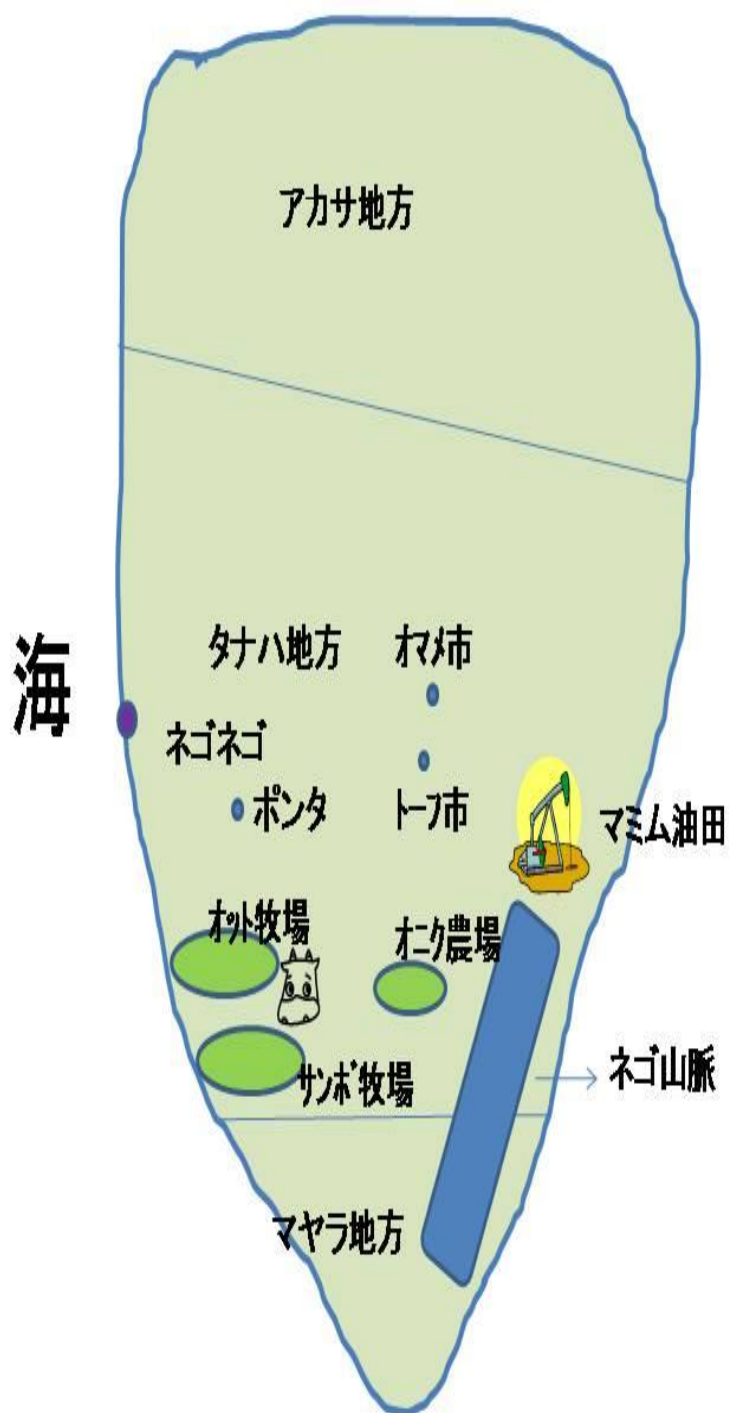 アカサ地方
海
タナハ地方
オマメ市
ネゴネゴ
ポンタ
トーフ市
マミム油田
オット牧場
オニク農場
サンボ牧場
ネゴ山脈
マヤラ地方